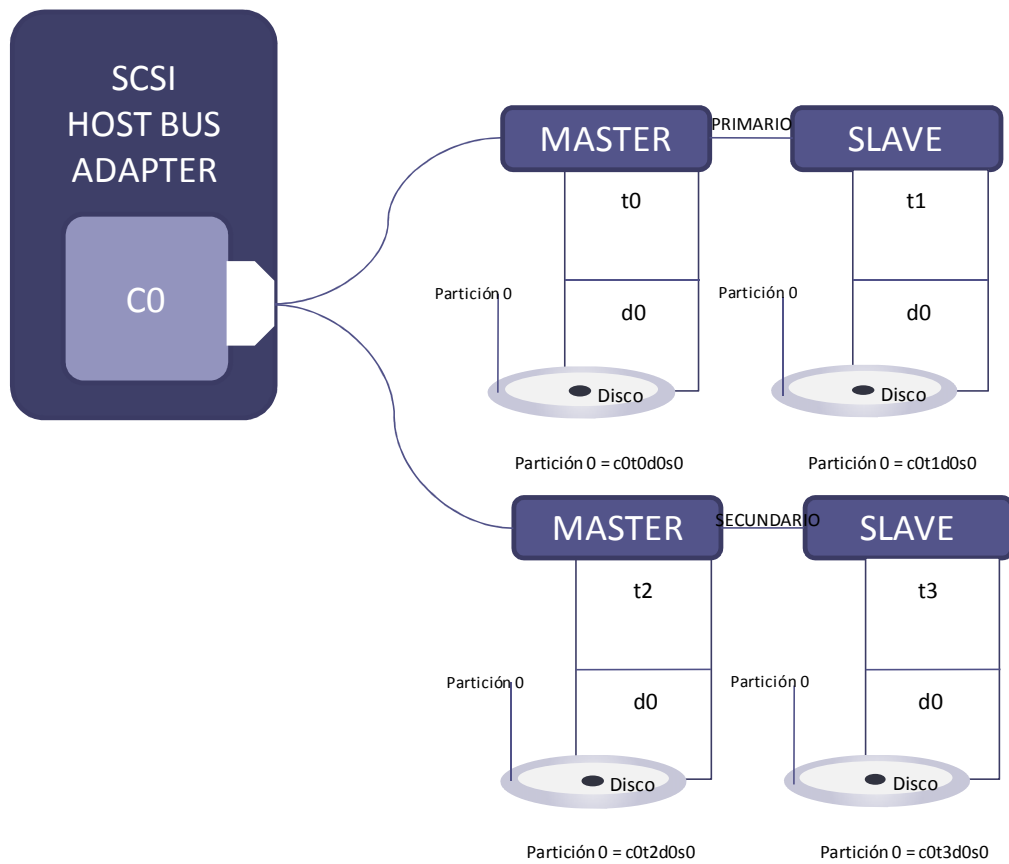 SCSI
HOST BUS
ADAPTER
C0
MASTER
PRIMARIO
SLAVE
t0
t1
Partición 0
d0
Partición 0
d0
Disco
Disco
Partición 0 = c0t0d0s0
Partición 0 = c0t1d0s0
MASTER
SECUNDARIO
SLAVE
t2
t3
Partición 0
d0
Partición 0
d0
Disco
Disco
Partición 0 = c0t2d0s0
Partición 0 = c0t3d0s0